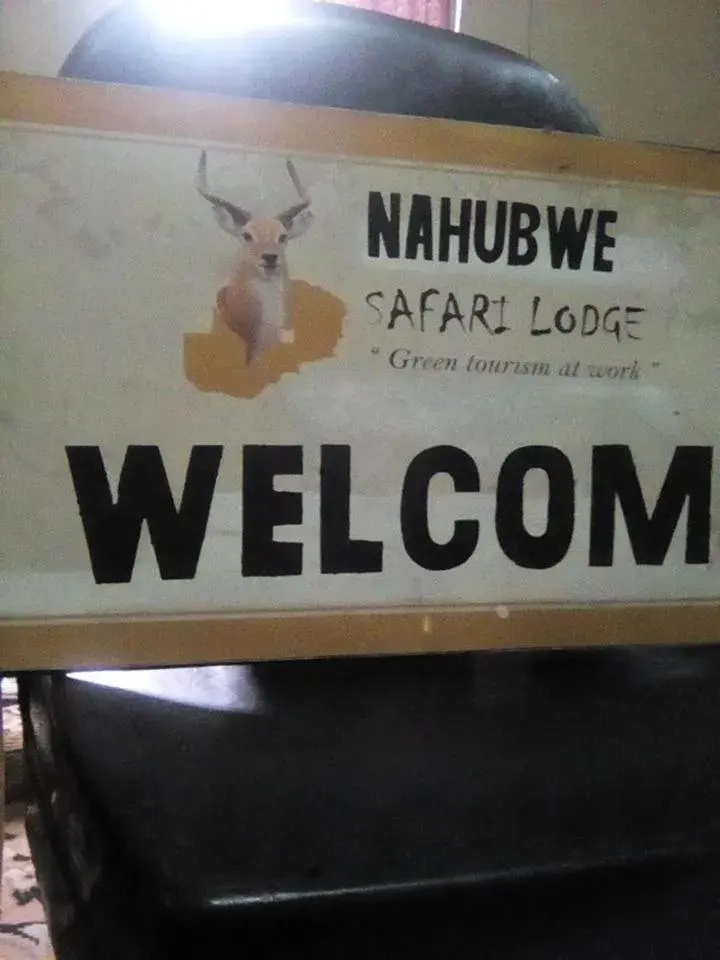 NAHUBWE
SAFARI LODGE
"Green tourism at work"
WELCOM